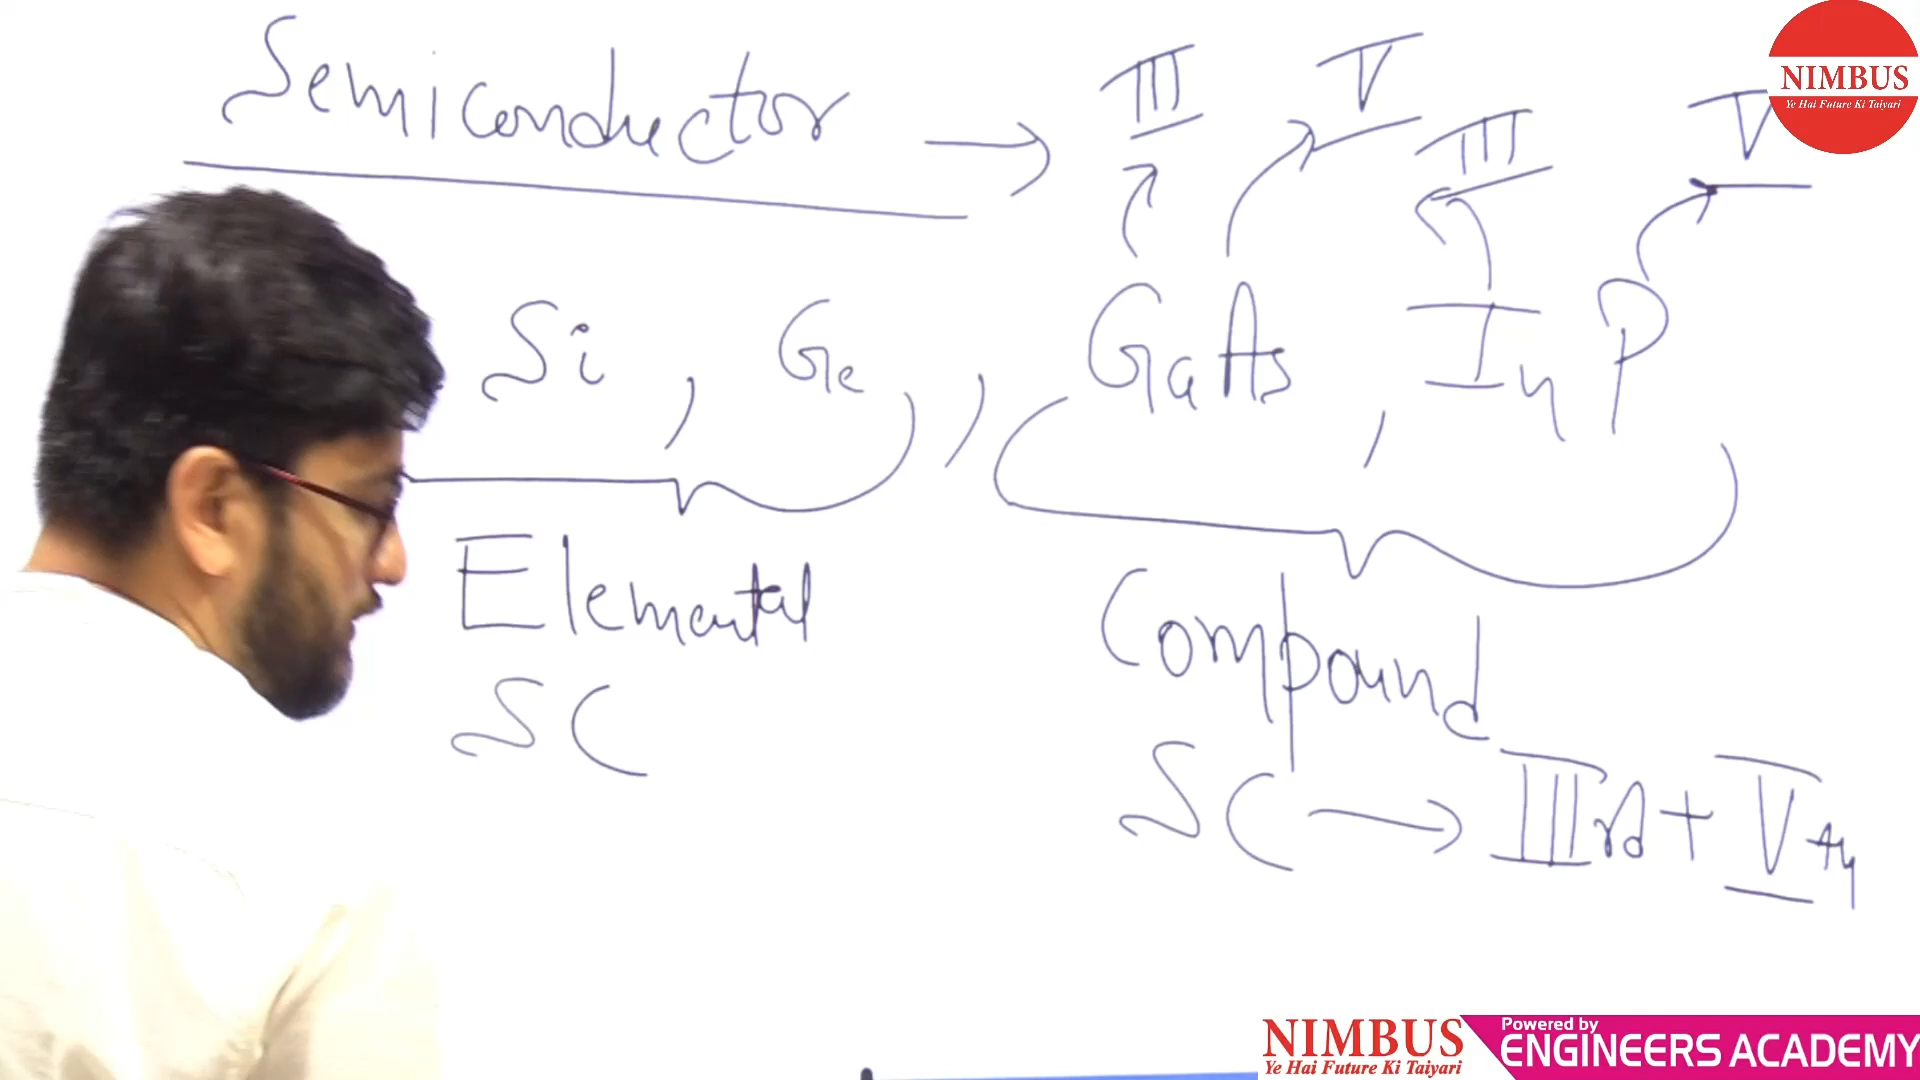 Semiconductor → III V III V
Si , Ge , GaAs , InP
Elemental
SC
Compound
SC → IIIrd + Vth
NIMBUS
Ye Hai Future Ki Taiyari
NIMBUS
Ye Hai Future Ki Taiyari
Powered by
ENGINEERS ACADEMY